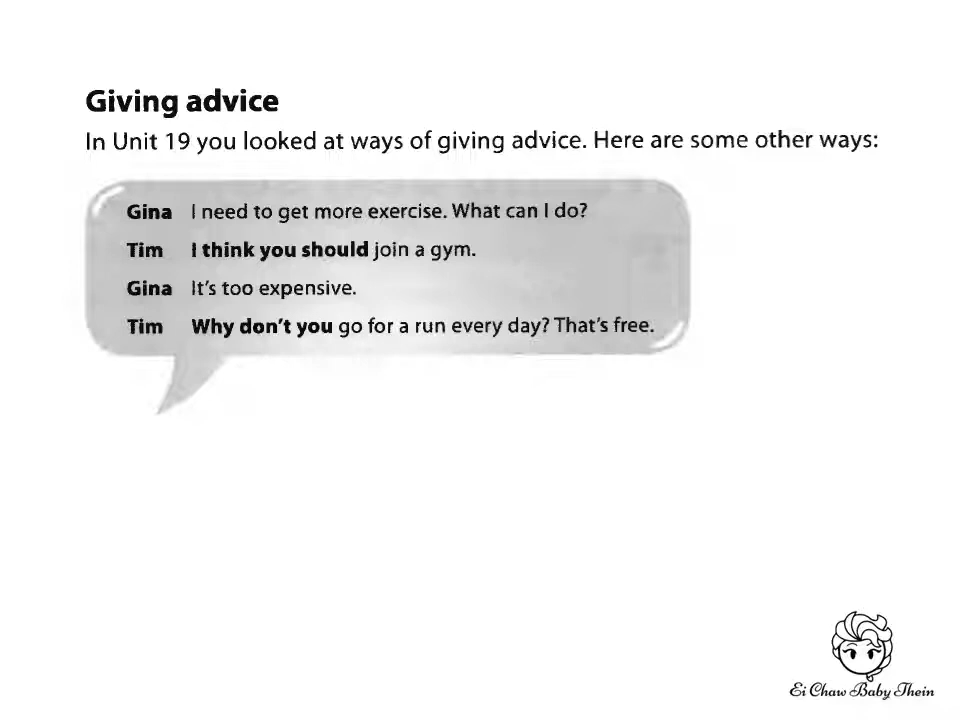 Giving advice
In Unit 19 you looked at ways of giving advice. Here are some other ways:
Gina I need to get more exercise. What can I do?
Tim I think you should join a gym.
Gina It's too expensive.
Tim Why don't you go for a run every day? That's free.
Ei Chaw Baby Thein